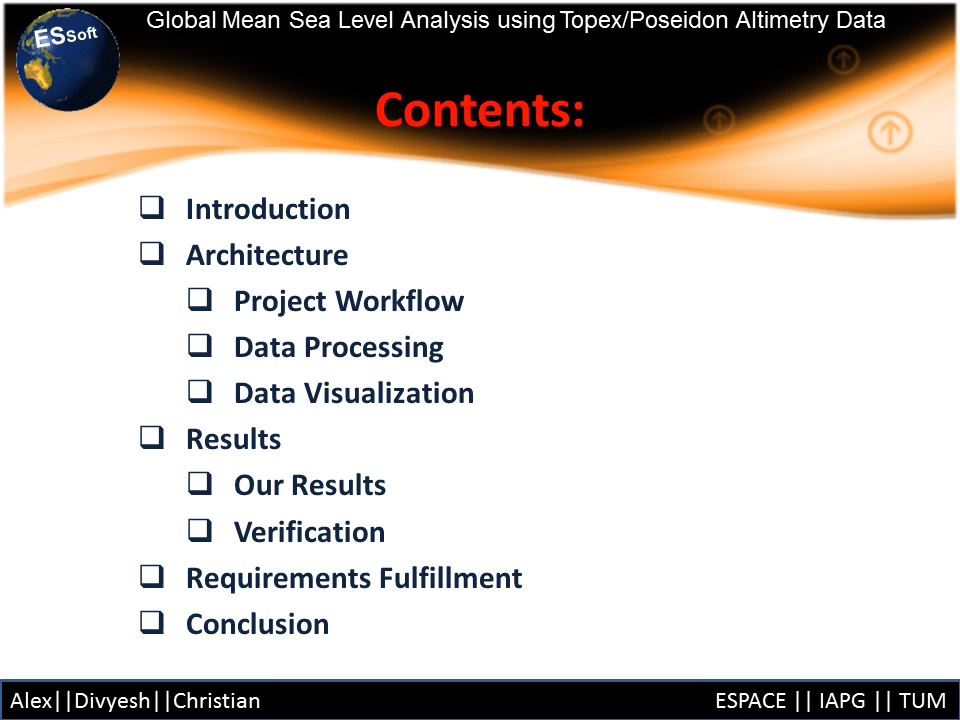 Global Mean Sea Level Analysis using Topex/Poseidon Altimetry Data
ESsoft
Contents:
❑ Introduction
❑ Architecture
❑ Project Workflow
❑ Data Processing
❑ Data Visualization
❑ Results
❑ Our Results
❑ Verification
❑ Requirements Fulfillment
❑ Conclusion
Alex||Divyesh||Christian
ESPACE || IAPG || TUM